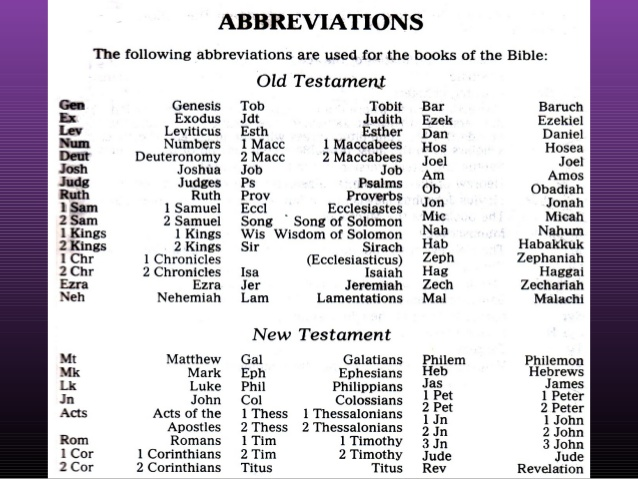 ABBREVIATIONS
The following abbreviations are used for the books of the Bible:
Old Testament
Gen Genesis
Ex Exodus
Lev Leviticus
Num Numbers
Deut Deuteronomy
Josh Joshua
Judg Judges
Ruth Ruth
1 Sam 1 Samuel
2 Sam 2 Samuel
1 Kings 1 Kings
2 Kings 2 Kings
1 Chr 1 Chronicles
2 Chr 2 Chronicles
Ezra Ezra
Neh Nehemiah
Tob Tobit
Jdt Judith
Esth Esther
1 Macc 1 Maccabees
2 Macc 2 Maccabees
Job Job
Ps Psalms
Prov Proverbs
Eccl Ecclesiastes
Song Song of Solomon
Wis Wisdom of Solomon
Sir Sirach
(Ecclesiasticus)
Isa Isaiah
Jer Jeremiah
Lam Lamentations
Bar Baruch
Ezek Ezekiel
Dan Daniel
Hos Hosea
Joel Joel
Am Amos
Ob Obadiah
Jon Jonah
Mic Micah
Nah Nahum
Hab Habakkuk
Zeph Zephaniah
Hag Haggai
Zech Zechariah
Mal Malachi
New Testament
Mt Matthew
Mk Mark
Lk Luke
Jn John
Acts Acts of the
Apostles
Rom Romans
1 Cor 1 Corinthians
2 Cor 2 Corinthians
Gal Galatians
Eph Ephesians
Phil Philippians
Col Colossians
1 Thess 1 Thessalonians
2 Thess 2 Thessalonians
1 Tim 1 Timothy
2 Tim 2 Timothy
Titus Titus
Philem Philemon
Heb Hebrews
Jas James
1 Pet 1 Peter
2 Pet 2 Peter
1 Jn 1 John
2 Jn 2 John
3 Jn 3 John
Jude Jude
Rev Revelation